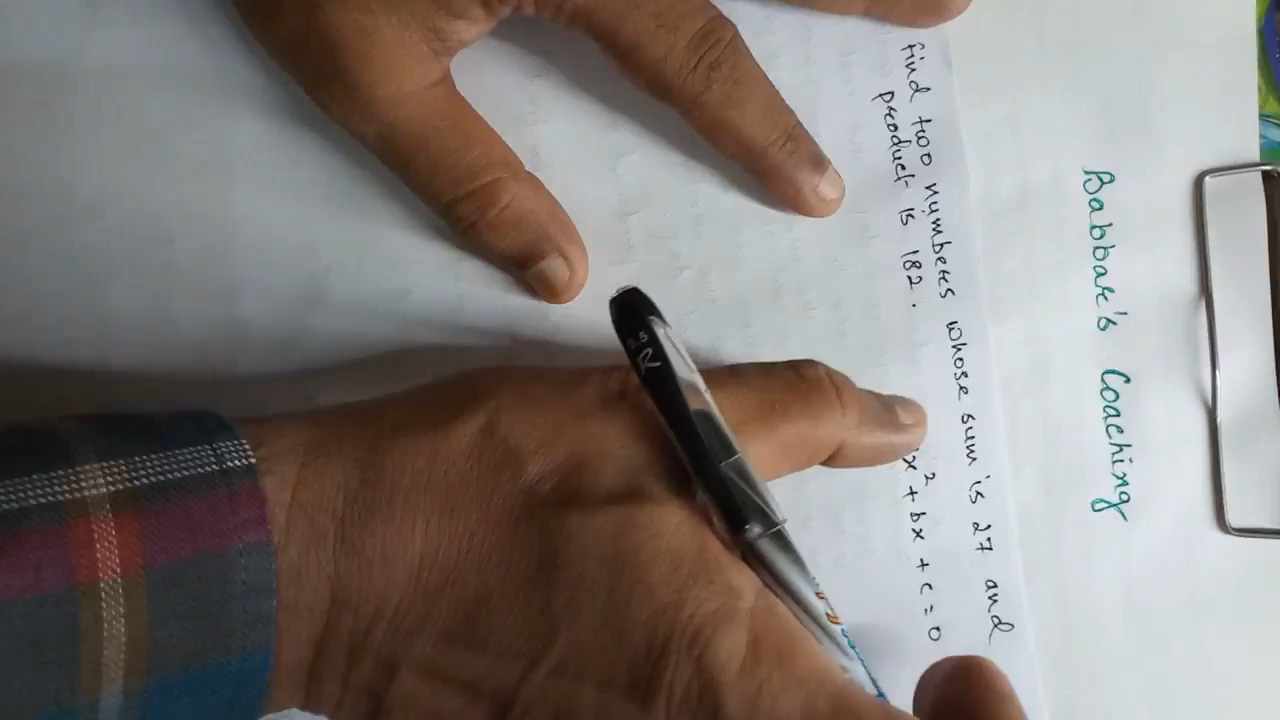 Babbar's Coaching
find two numbers whose sum is 27 and
product is 182.
x² + bx + c = 0